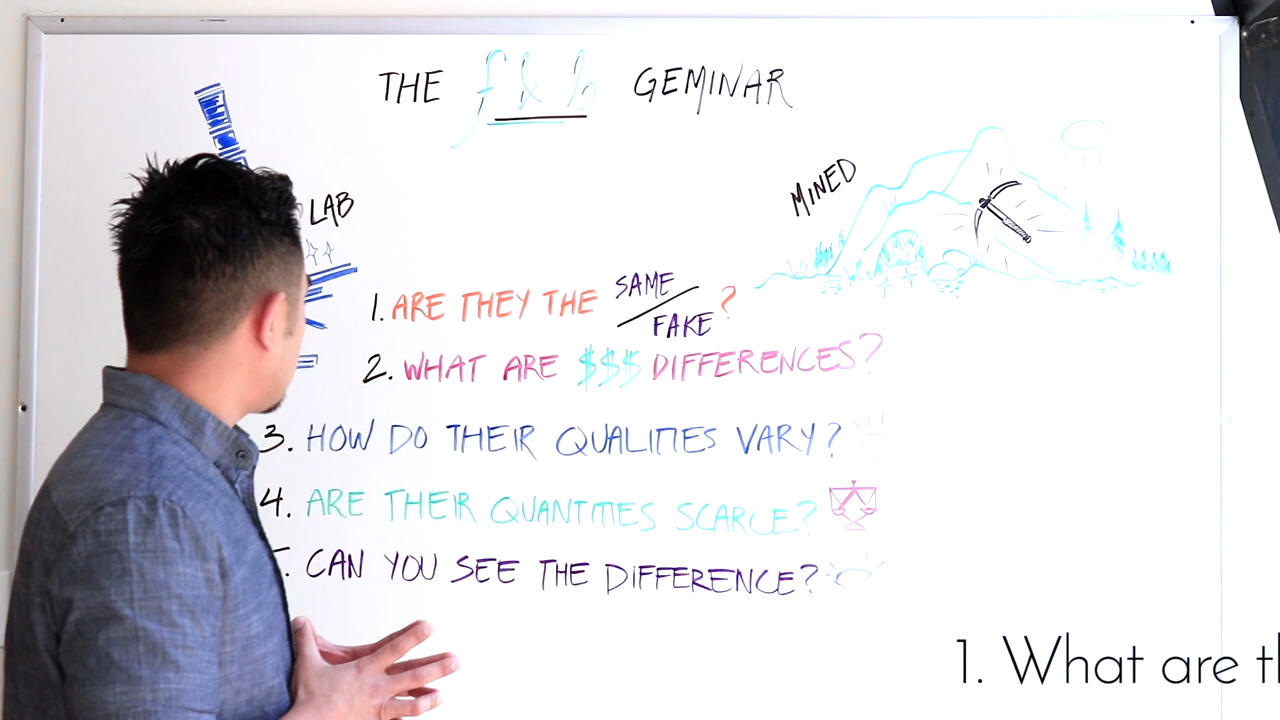 THE f & b GEMINAR
LAB
MINED
1. ARE THEY THE SAME / FAKE ?
2. WHAT ARE $$$ DIFFERENCES?
3. HOW DO THEIR QUALITIES VARY?
4. ARE THEIR QUANTITIES SCARCE?
. CAN YOU SEE THE DIFFERENCE?
1. What are th